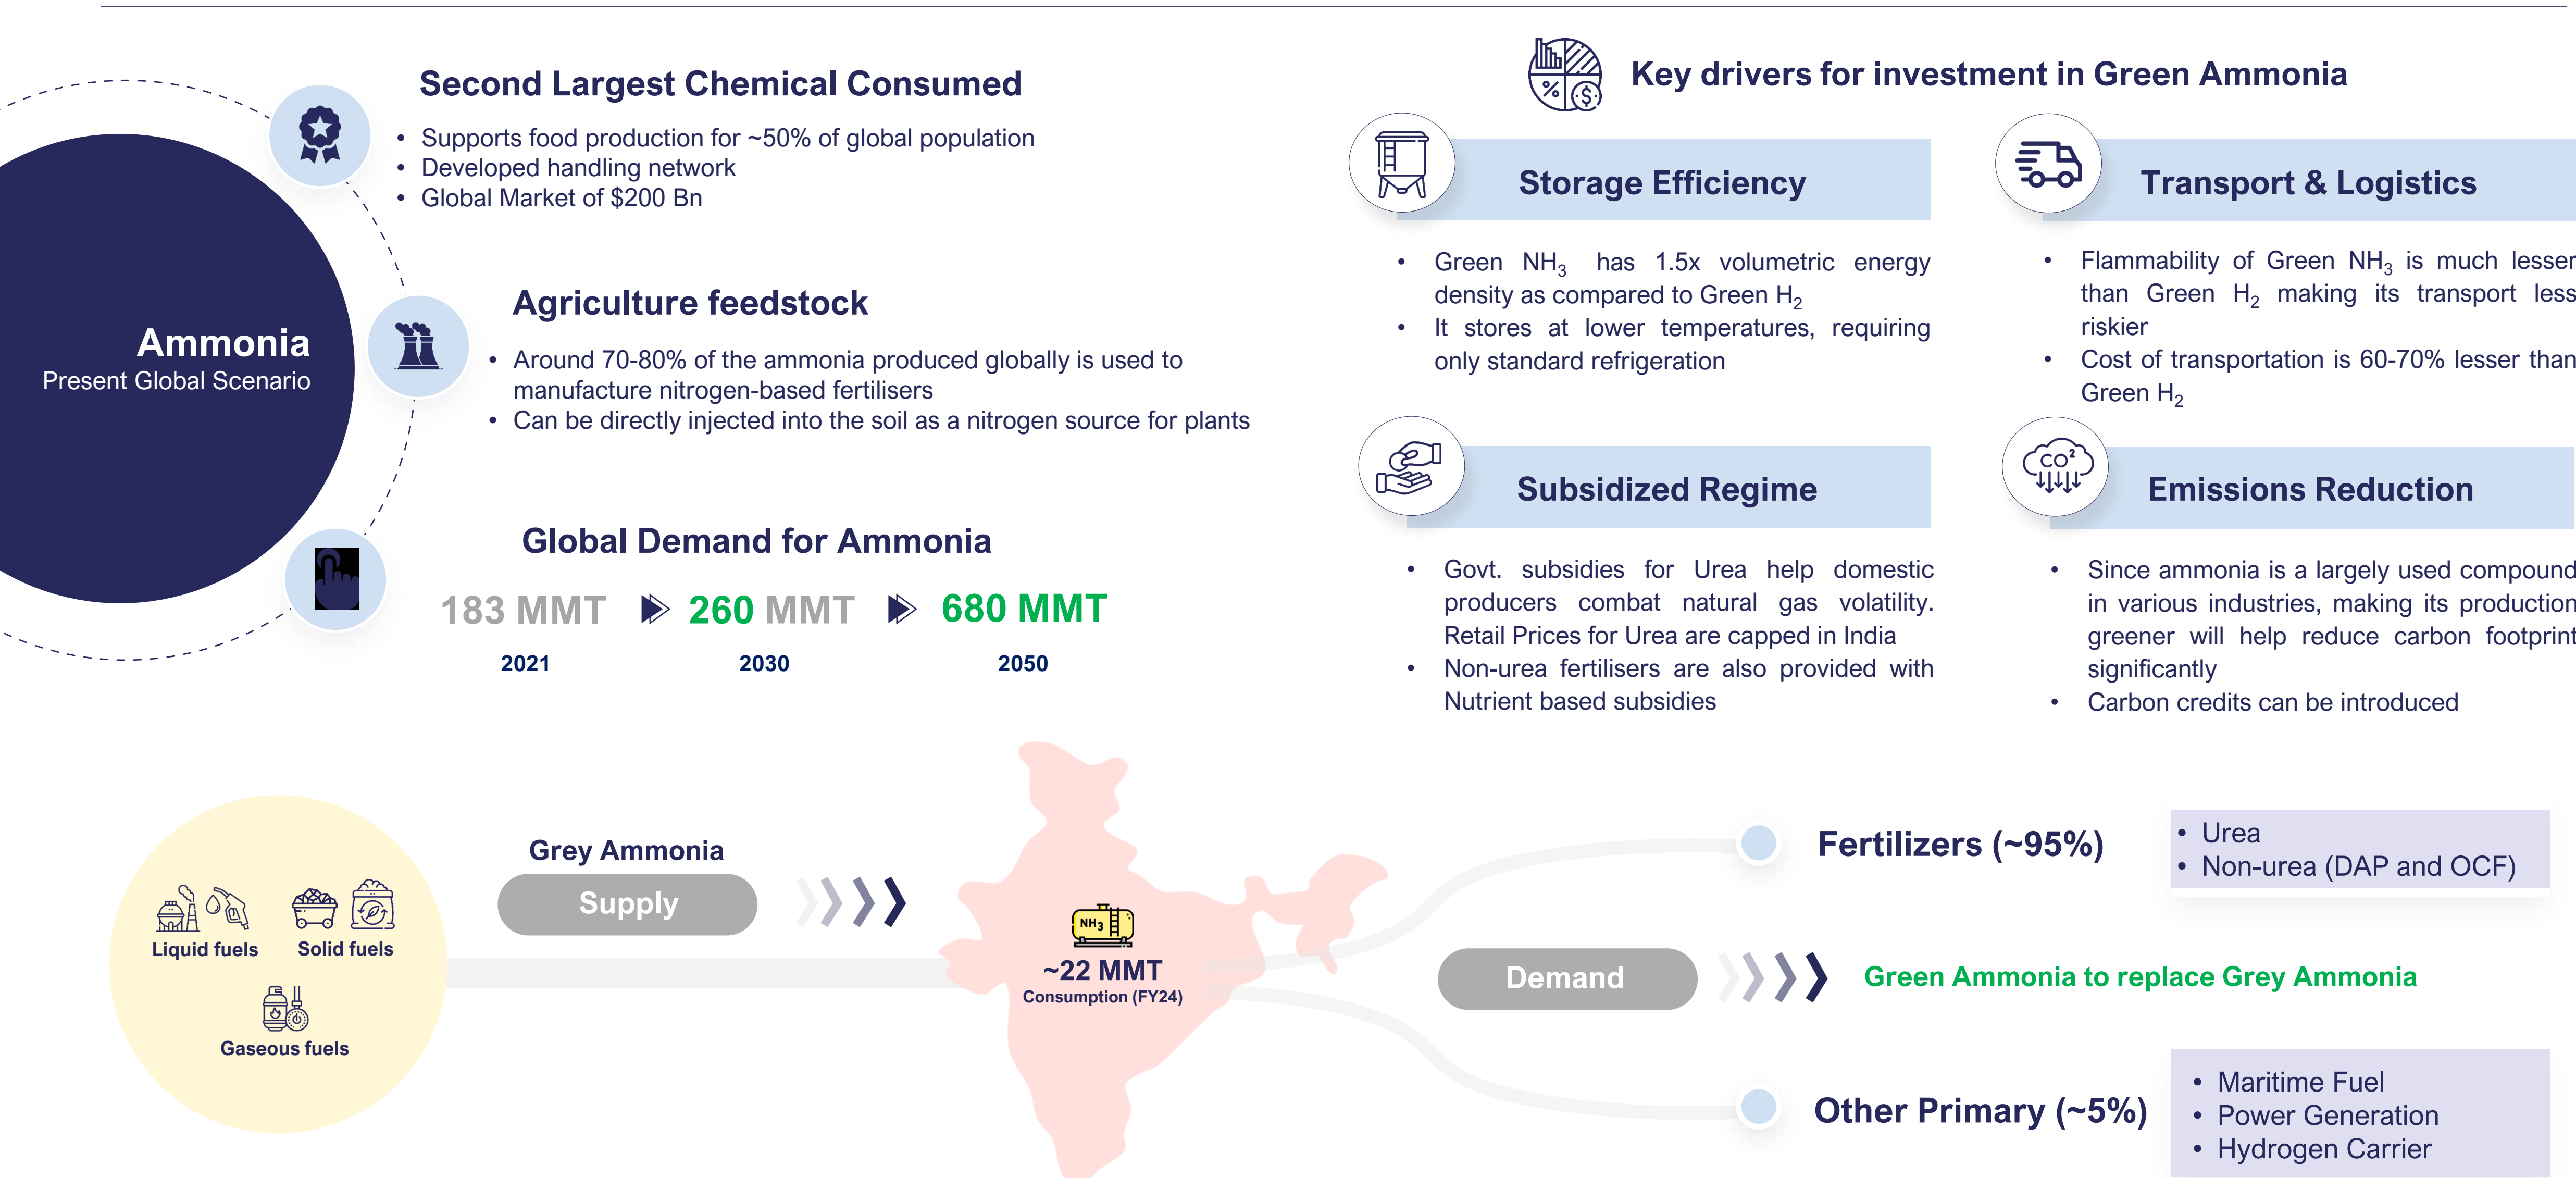 Second Largest Chemical Consumed
• Supports food production for ~50% of global population
• Developed handling network
• Global Market of $200 Bn
Ammonia
Present Global Scenario
Agriculture feedstock
• Around 70-80% of the ammonia produced globally is used to
manufacture nitrogen-based fertilisers
• Can be directly injected into the soil as a nitrogen source for plants
Global Demand for Ammonia
183 MMT 260 MMT 680 MMT
2021 2030 2050
Key drivers for investment in Green Ammonia
Storage Efficiency
• Green NH₃ has 1.5x volumetric energy
density as compared to Green H₂
• It stores at lower temperatures, requiring
only standard refrigeration
Transport & Logistics
• Flammability of Green NH₃ is much lesser
than Green H₂ making its transport less
riskier
• Cost of transportation is 60-70% lesser than
Green H₂
Subsidized Regime
• Govt. subsidies for Urea help domestic
producers combat natural gas volatility.
Retail Prices for Urea are capped in India
• Non-urea fertilisers are also provided with
Nutrient based subsidies
CO²
Emissions Reduction
• Since ammonia is a largely used compound
in various industries, making its production
greener will help reduce carbon footprint
significantly
• Carbon credits can be introduced
Liquid fuels
Solid fuels
Gaseous fuels
Grey Ammonia
Supply
NH₃
~22 MMT
Consumption (FY24)
Demand
Fertilizers (~95%)
• Urea
• Non-urea (DAP and OCF)
Green Ammonia to replace Grey Ammonia
Other Primary (~5%)
• Maritime Fuel
• Power Generation
• Hydrogen Carrier